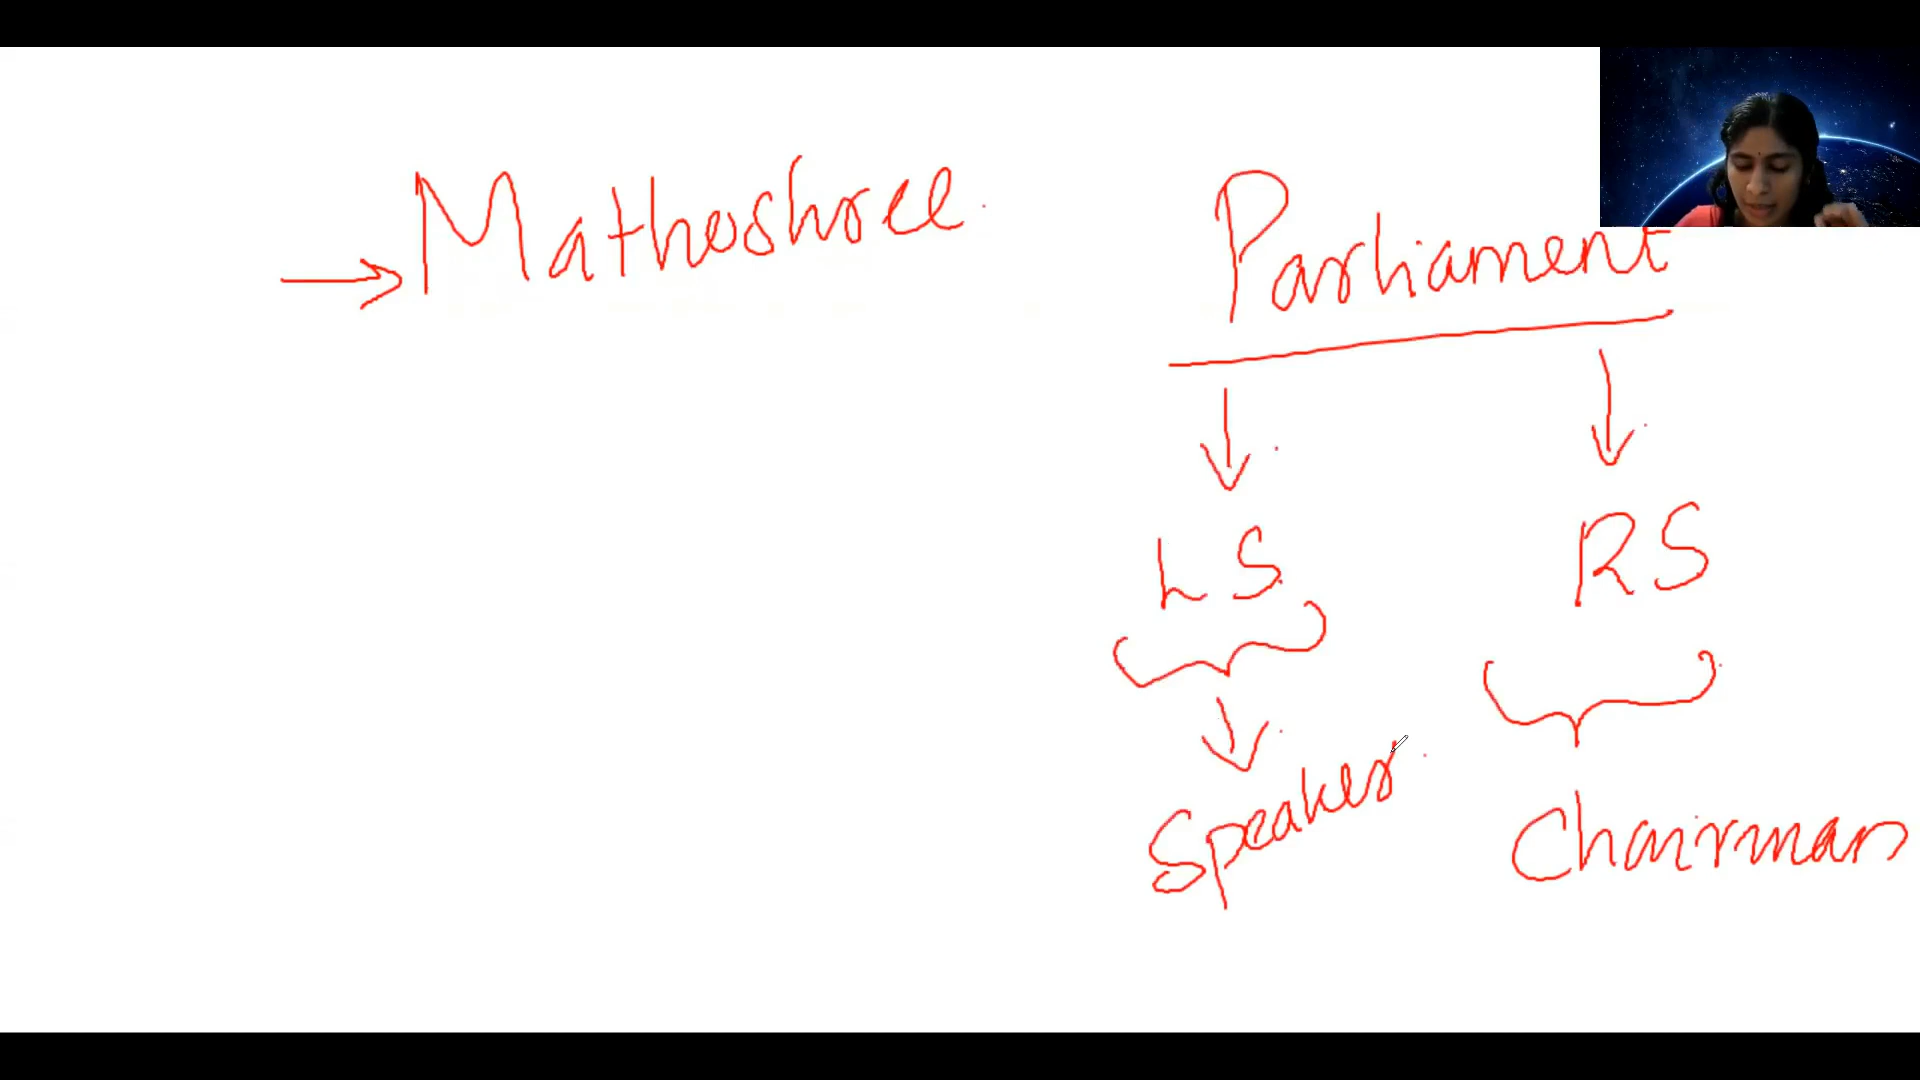 → Mathoshree
Parliament
LS
RS
Speaker
Chairman